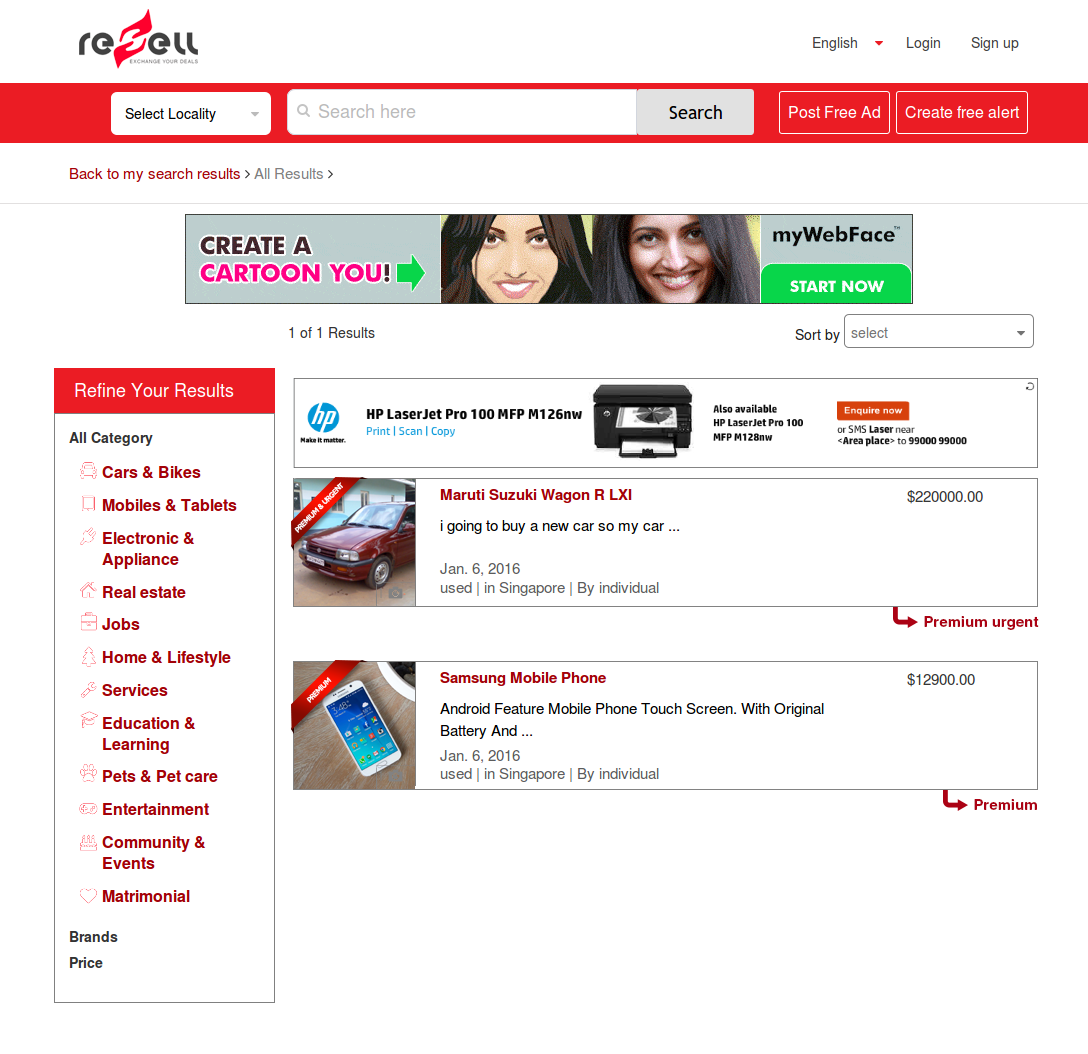 reSell
EXCHANGE YOUR DEALS
English Login Sign up
Select Locality Search here Search Post Free Ad Create free alert
Back to my search results > All Results >
CREATE A
CARTOON YOU!
myWebFace™
START NOW
1 of 1 Results
Sort by select
Refine Your Results
All Category
Cars & Bikes
Mobiles & Tablets
Electronic &
Appliance
Real estate
Jobs
Home & Lifestyle
Services
Education &
Learning
Pets & Pet care
Entertainment
Community &
Events
Matrimonial
Brands
Price
hp
Make it matter.
HP LaserJet Pro 100 MFP M126nw
Print | Scan | Copy
Also available
HP LaserJet Pro 100
MFP M128nw
Enquire now
or SMS Laser near
<Area place> to 99000 99000
PREMIUM & URGENT
Maruti Suzuki Wagon R LXI
$220000.00
i going to buy a new car so my car ...
Jan. 6, 2016
used | in Singapore | By individual
Premium urgent
PREMIUM
3:48
Samsung Mobile Phone
$12900.00
Android Feature Mobile Phone Touch Screen. With Original
Battery And ...
Jan. 6, 2016
used | in Singapore | By individual
Premium